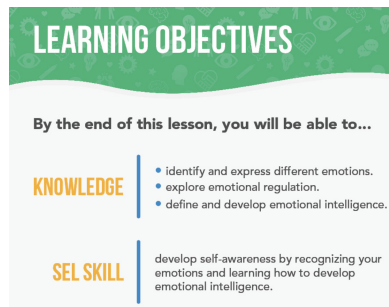 LEARNING OBJECTIVES
By the end of this lesson, you will be able to...
KNOWLEDGE
• identify and express different emotions.
• explore emotional regulation.
• define and develop emotional intelligence.
SEL SKILL
develop self-awareness by recognizing your
emotions and learning how to develop
emotional intelligence.